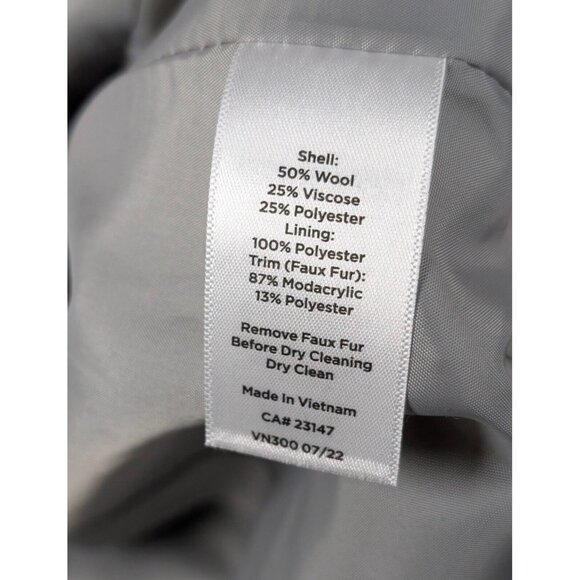 Shell:
50% Wool
25% Viscose
25% Polyester
Lining:
100% Polyester
Trim (Faux Fur):
87% Modacrylic
13% Polyester
Remove Faux Fur
Before Dry Cleaning
Dry Clean
Made In Vietnam
CA# 23147
VN300 07/22